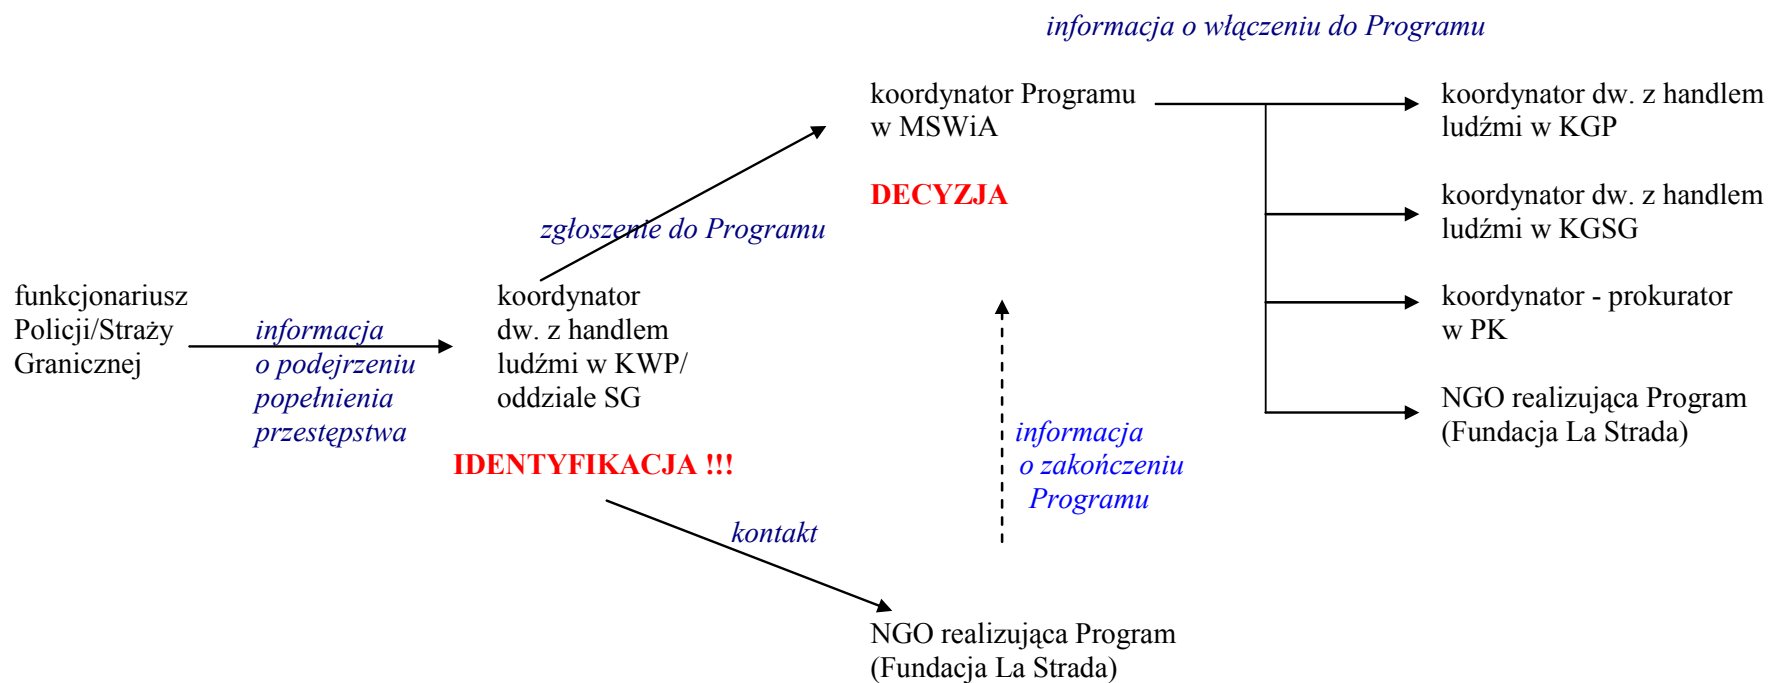 informacja o włączeniu do Programu
koordynator Programu
w MSWiA
DECYZJA
koordynator dw. z handlem
ludźmi w KGP
koordynator dw. z handlem
ludźmi w KGSG
koordynator - prokurator
w PK
NGO realizująca Program
(Fundacja La Strada)
zgłoszenie do Programu
funkcjonariusz
Policji/Straży
Granicznej
informacja
o podejrzeniu
popełnienia
przestępstwa
koordynator
dw. z handlem
ludźmi w KWP/
oddziale SG
IDENTYFIKACJA !!!
informacja
o zakończeniu
Programu
kontakt
NGO realizująca Program
(Fundacja La Strada)